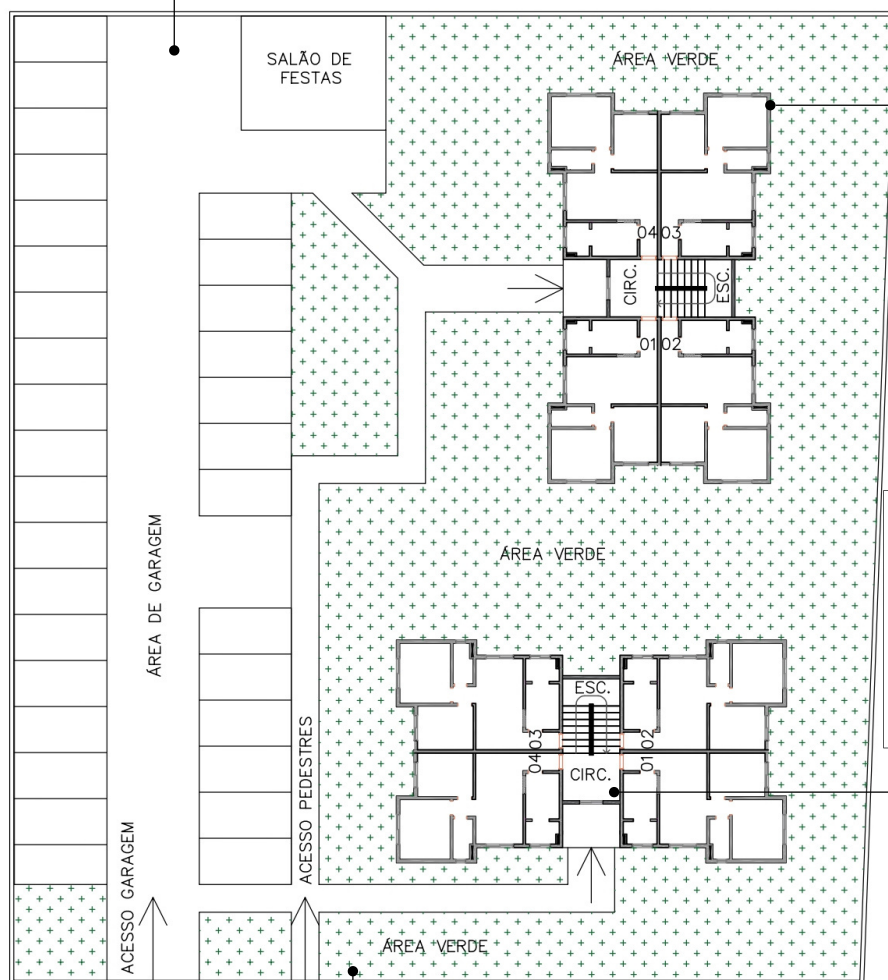 SALÃO DE
FESTAS
ÁREA VERDE
04 03
CIRC.
ESC.
01 02
ÁREA DE GARAGEM
ÁREA VERDE
ESC.
04 03
01 02
CIRC.
ACESSO PEDESTRES
ACESSO GARAGEM
ÁREA VERDE